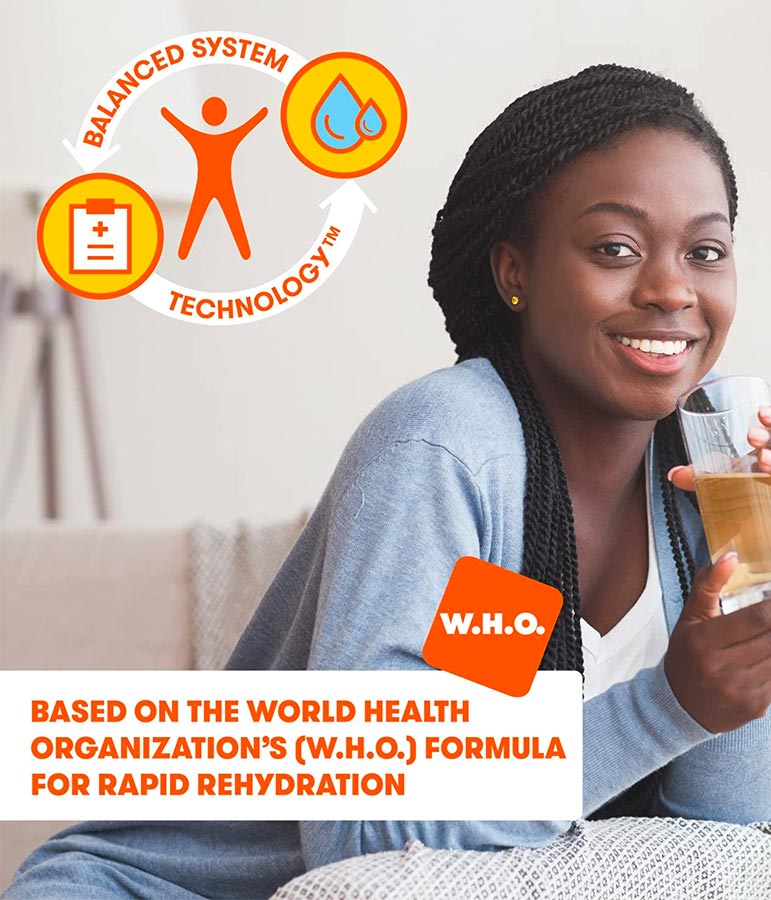 BALANCED SYSTEM
TECHNOLOGY™
W.H.O.
BASED ON THE WORLD HEALTH
ORGANIZATION'S (W.H.O.) FORMULA
FOR RAPID REHYDRATION